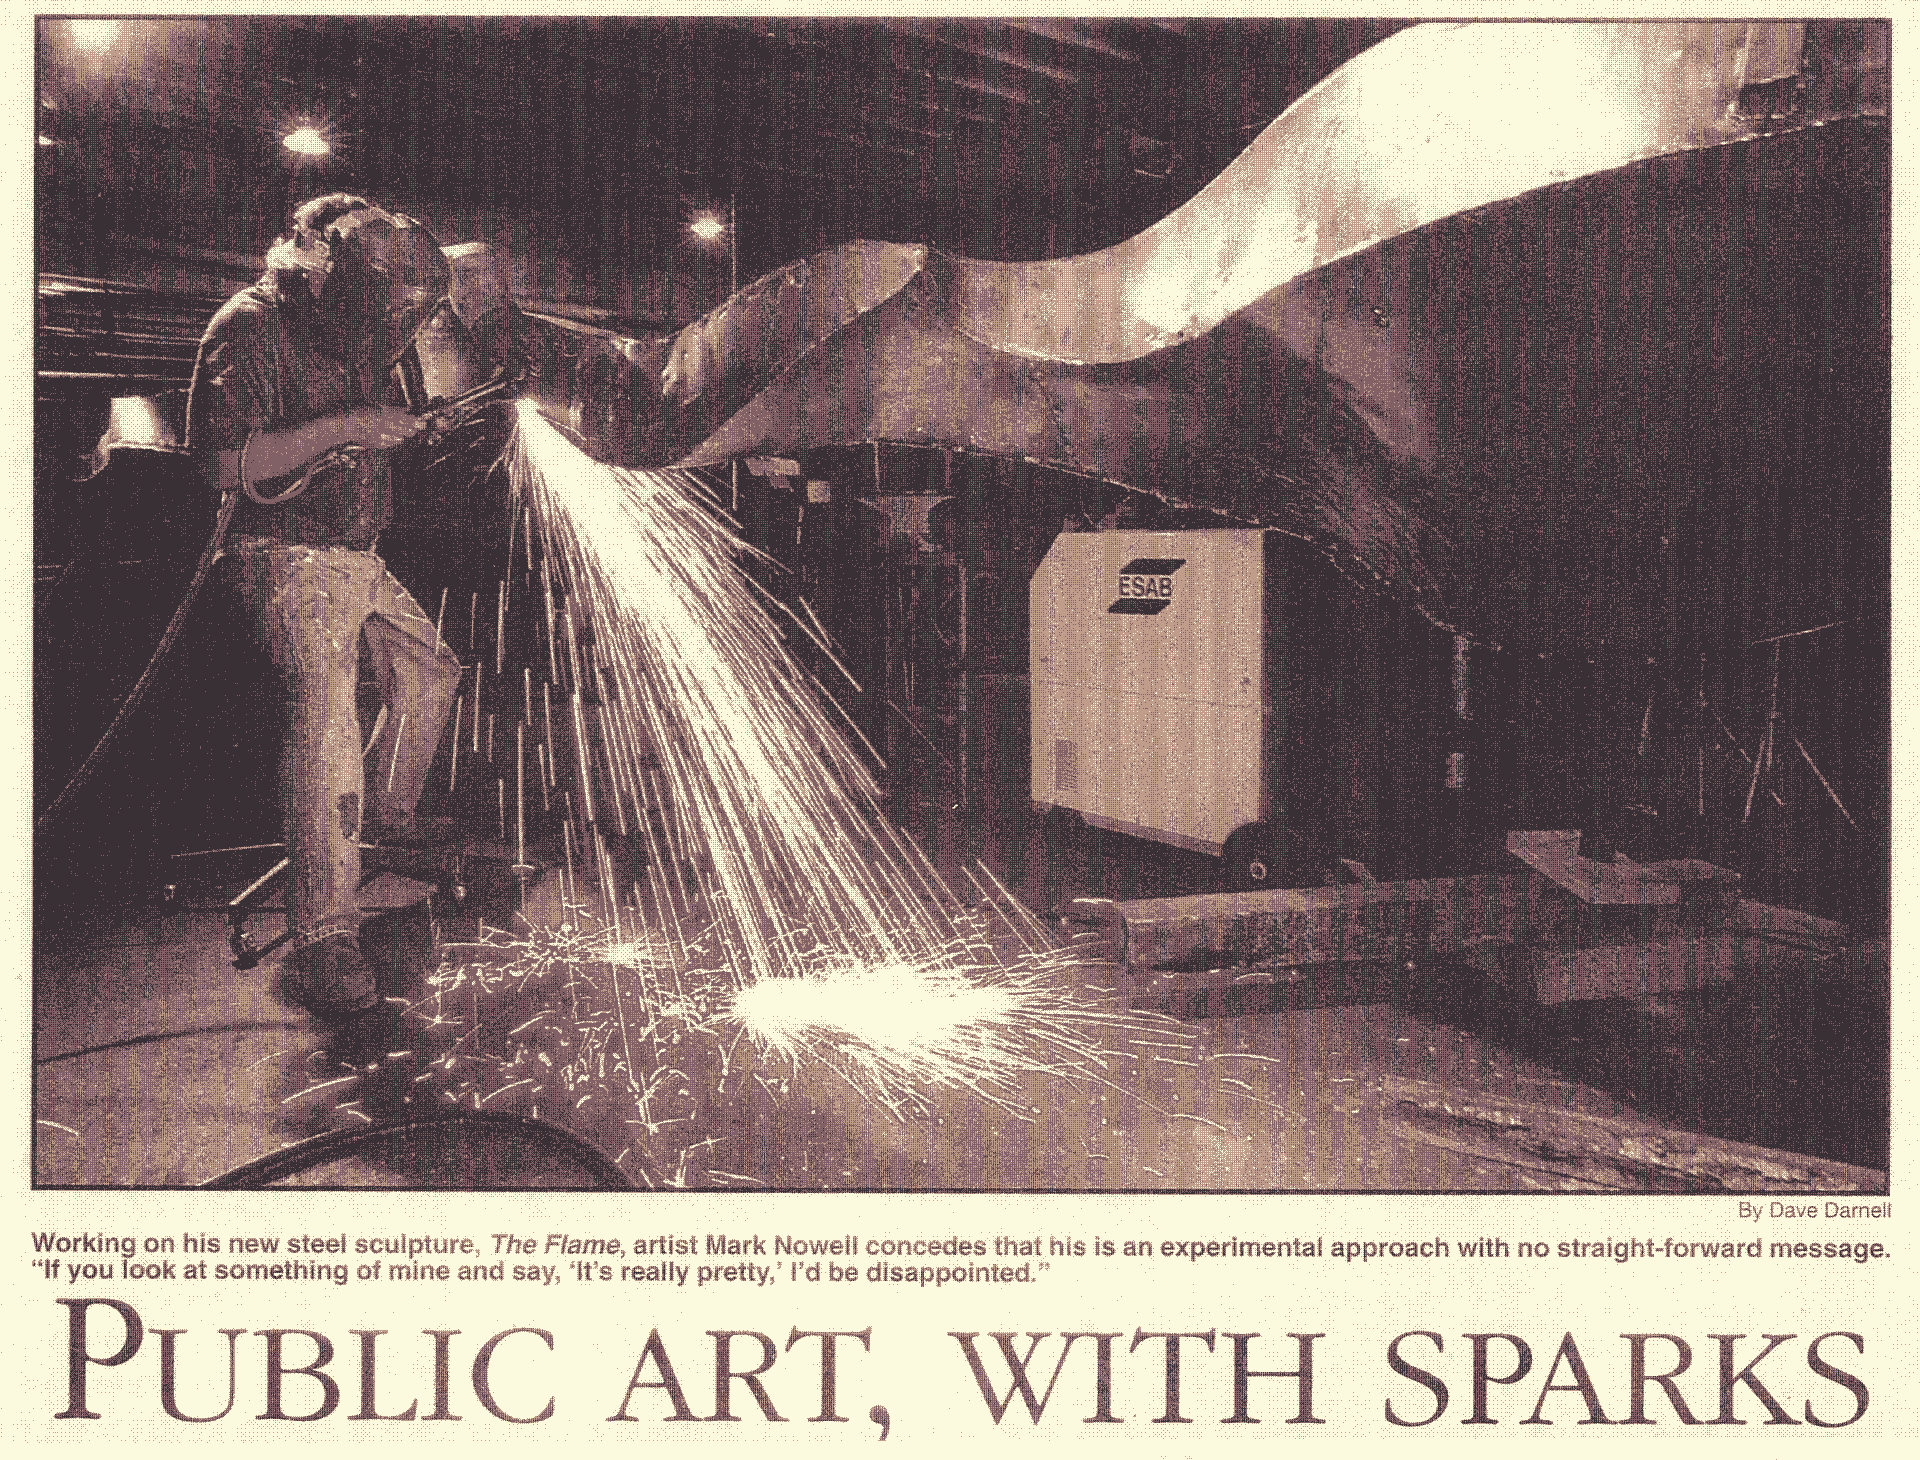 ESAB
By Dave Darnell
Working on his new steel sculpture, The Flame, artist Mark Nowell concedes that his is an experimental approach with no straight-forward message.
“If you look at something of mine and say, ‘It’s really pretty,’ I’d be disappointed.”
PUBLIC ART, WITH SPARKS